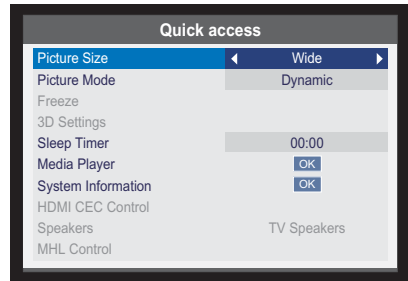 Quick access
Picture Size Wide
Picture Mode Dynamic
Freeze
3D Settings
Sleep Timer 00:00
Media Player OK
System Information OK
HDMI CEC Control
Speakers TV Speakers
MHL Control